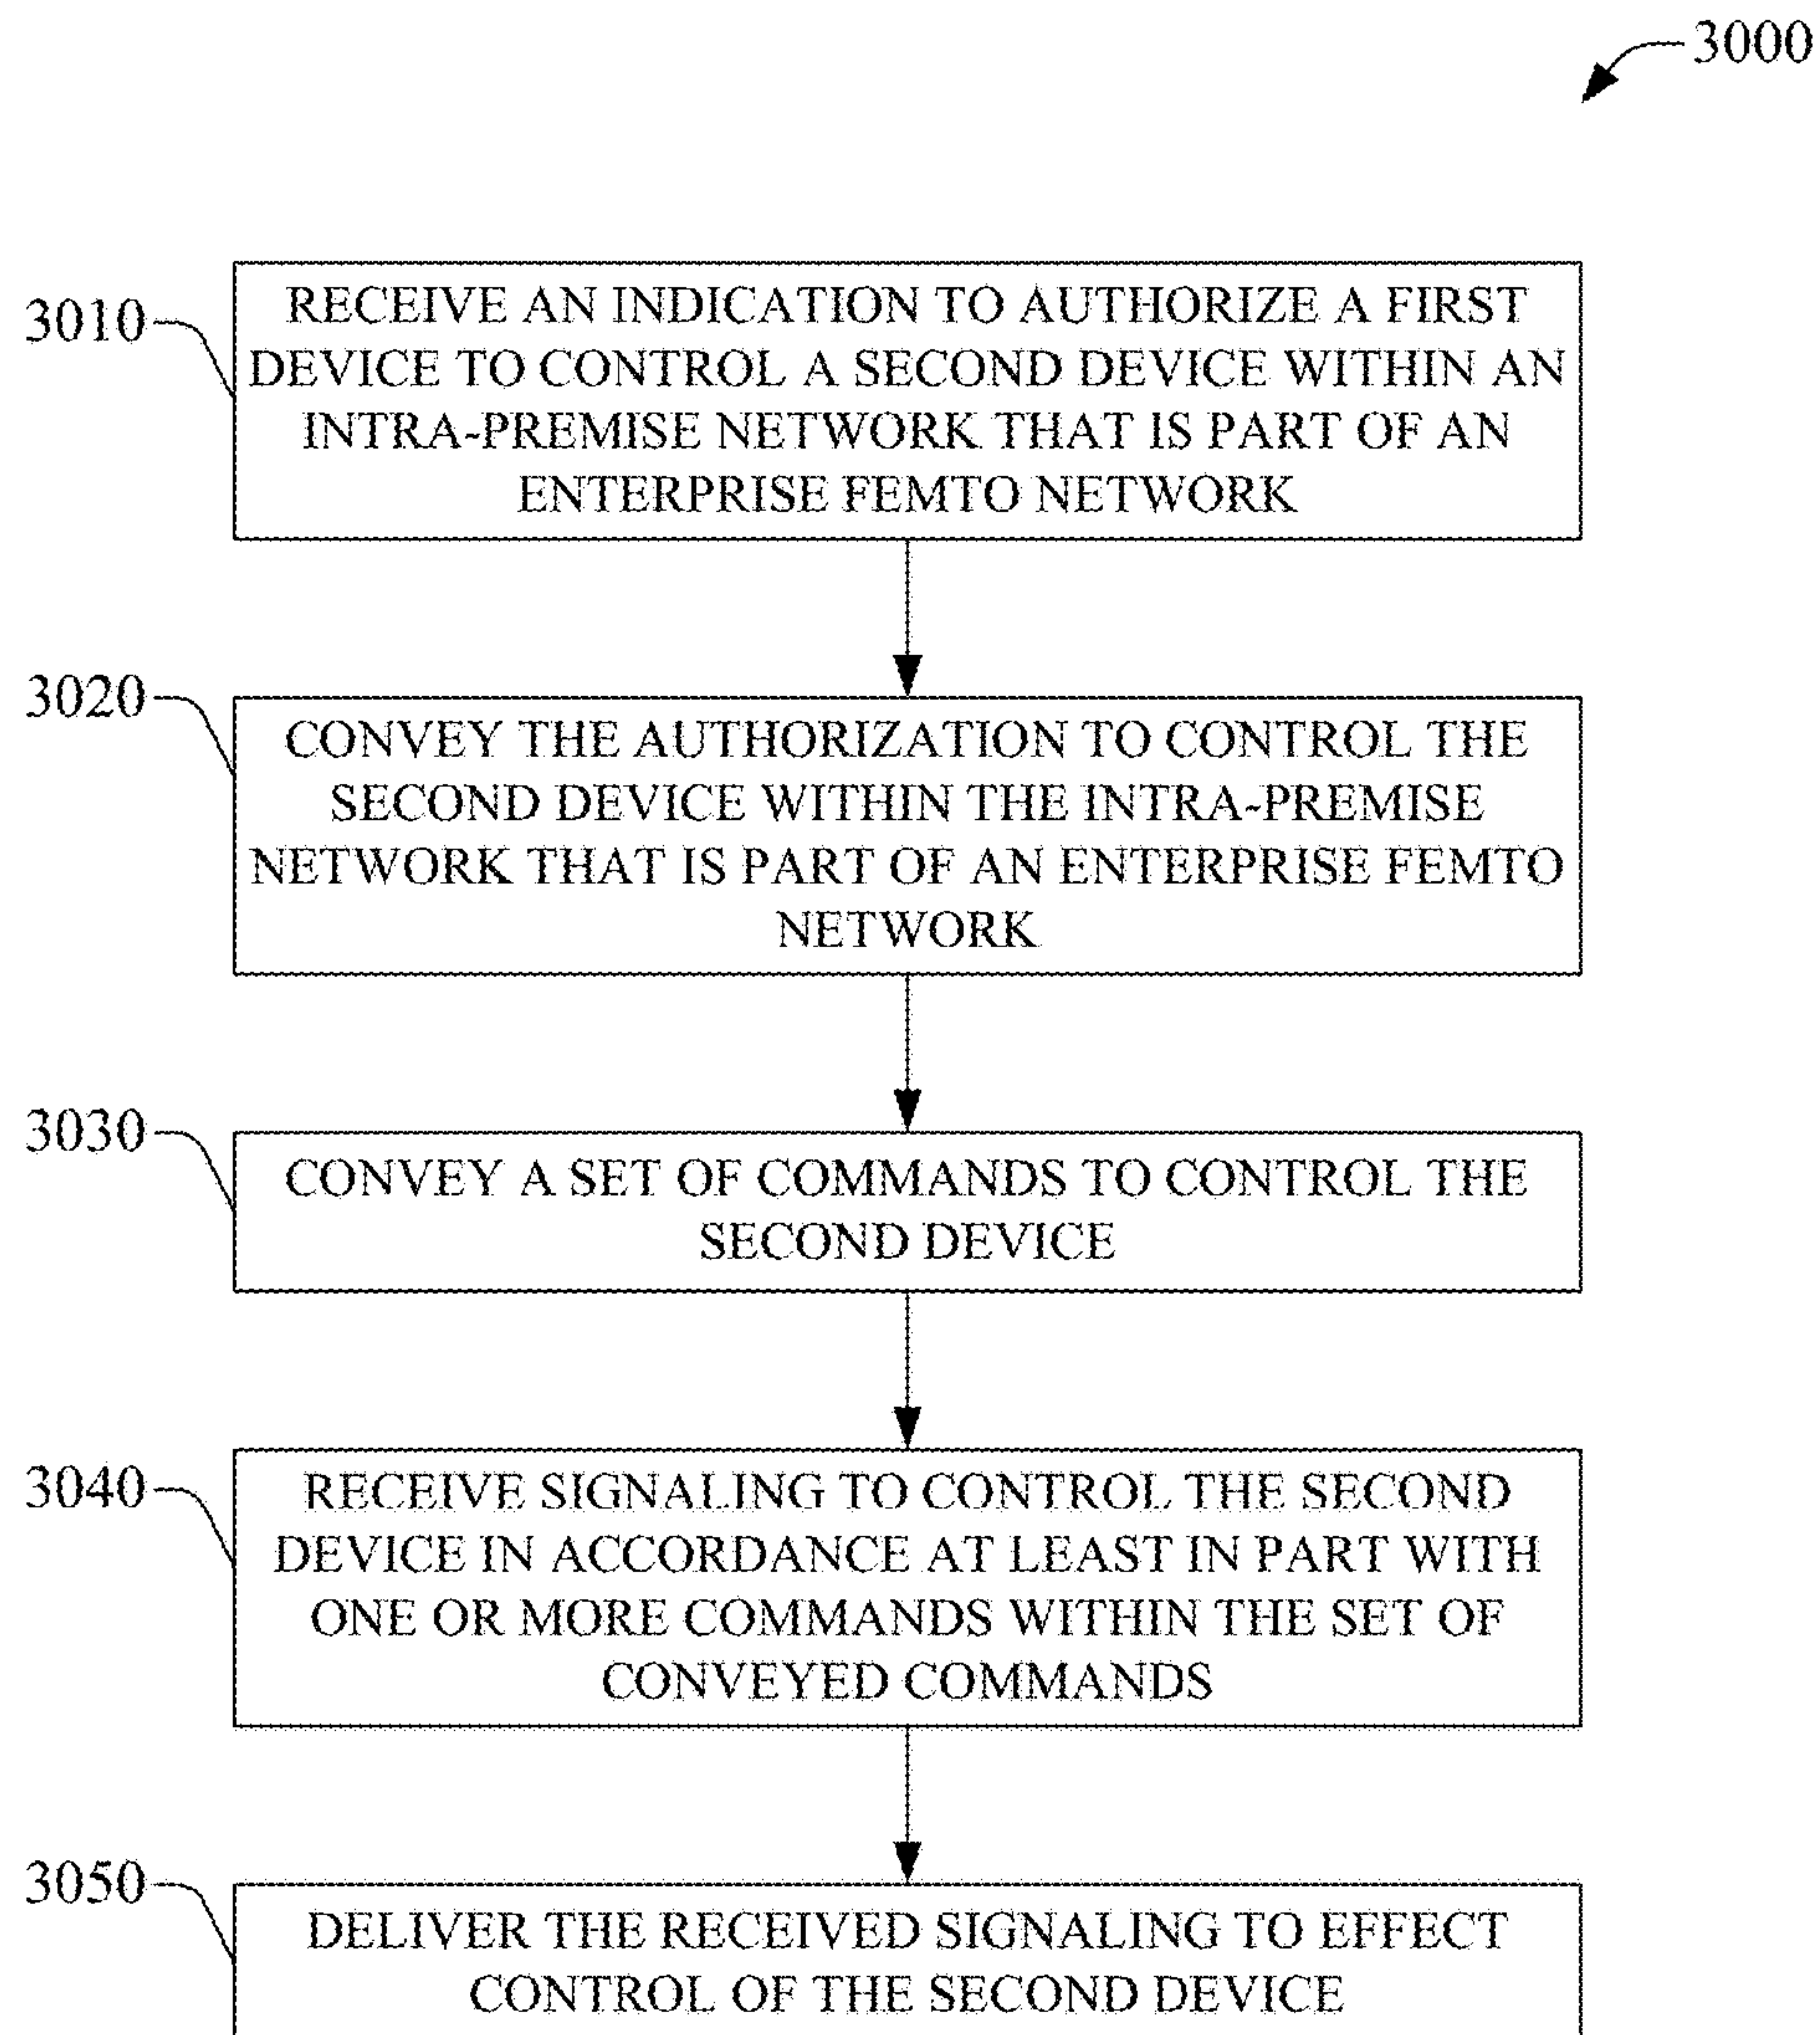 3000
3010
RECEIVE AN INDICATION TO AUTHORIZE A FIRST
DEVICE TO CONTROL A SECOND DEVICE WITHIN AN
INTRA-PREMISE NETWORK THAT IS PART OF AN
ENTERPRISE FEMTO NETWORK
3020
CONVEY THE AUTHORIZATION TO CONTROL THE
SECOND DEVICE WITHIN THE INTRA-PREMISE
NETWORK THAT IS PART OF AN ENTERPRISE FEMTO
NETWORK
3030
CONVEY A SET OF COMMANDS TO CONTROL THE
SECOND DEVICE
3040
RECEIVE SIGNALING TO CONTROL THE SECOND
DEVICE IN ACCORDANCE AT LEAST IN PART WITH
ONE OR MORE COMMANDS WITHIN THE SET OF
CONVEYED COMMANDS
3050
DELIVER THE RECEIVED SIGNALING TO EFFECT
CONTROL OF THE SECOND DEVICE